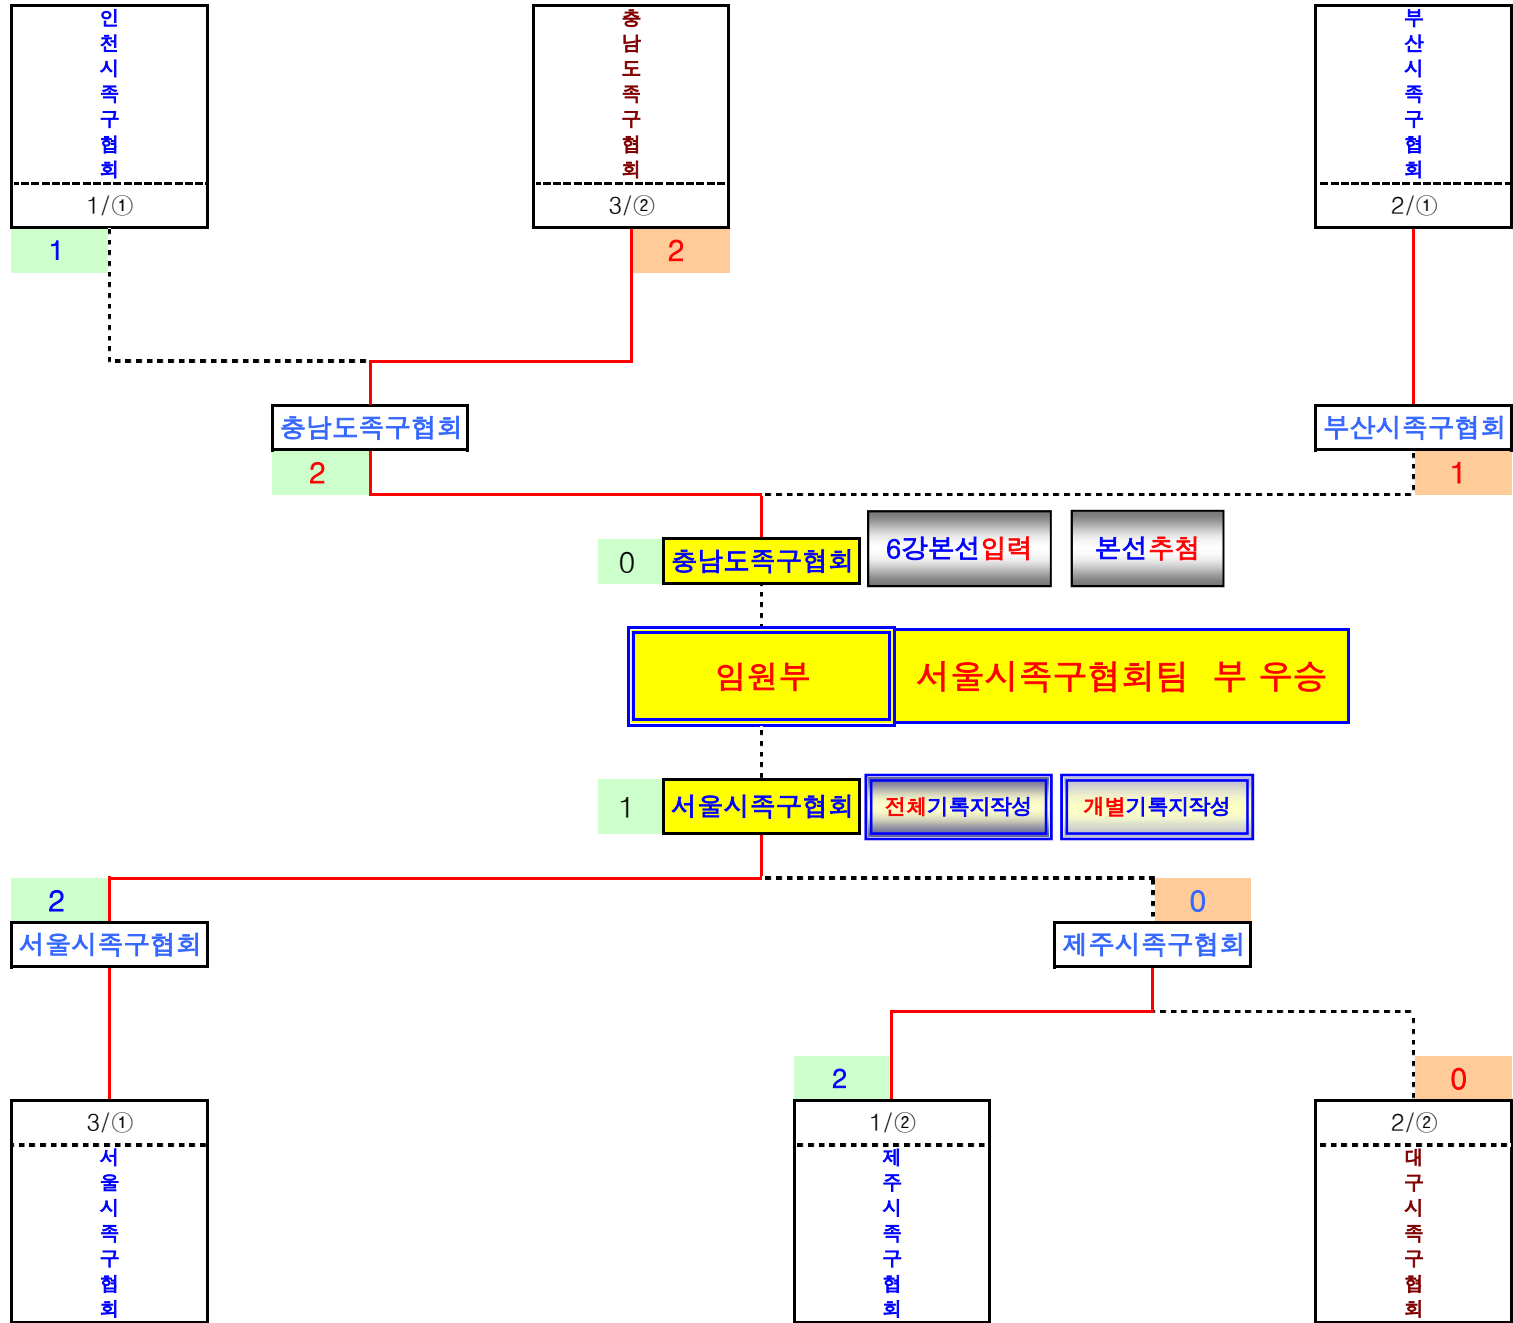 인천시족구협회
충남도족구협회
부산시족구협회
1/①
3/②
2/①
1
2
충남도족구협회
부산시족구협회
2
1
0
충남도족구협회
6강본선입력
본선추첨
임원부
서울시족구협회팀 부 우승
1
서울시족구협회
전체기록지작성
개별기록지작성
2
0
서울시족구협회
제주시족구협회
2
0
3/①
1/②
2/②
서울시족구협회
제주시족구협회
대구시족구협회